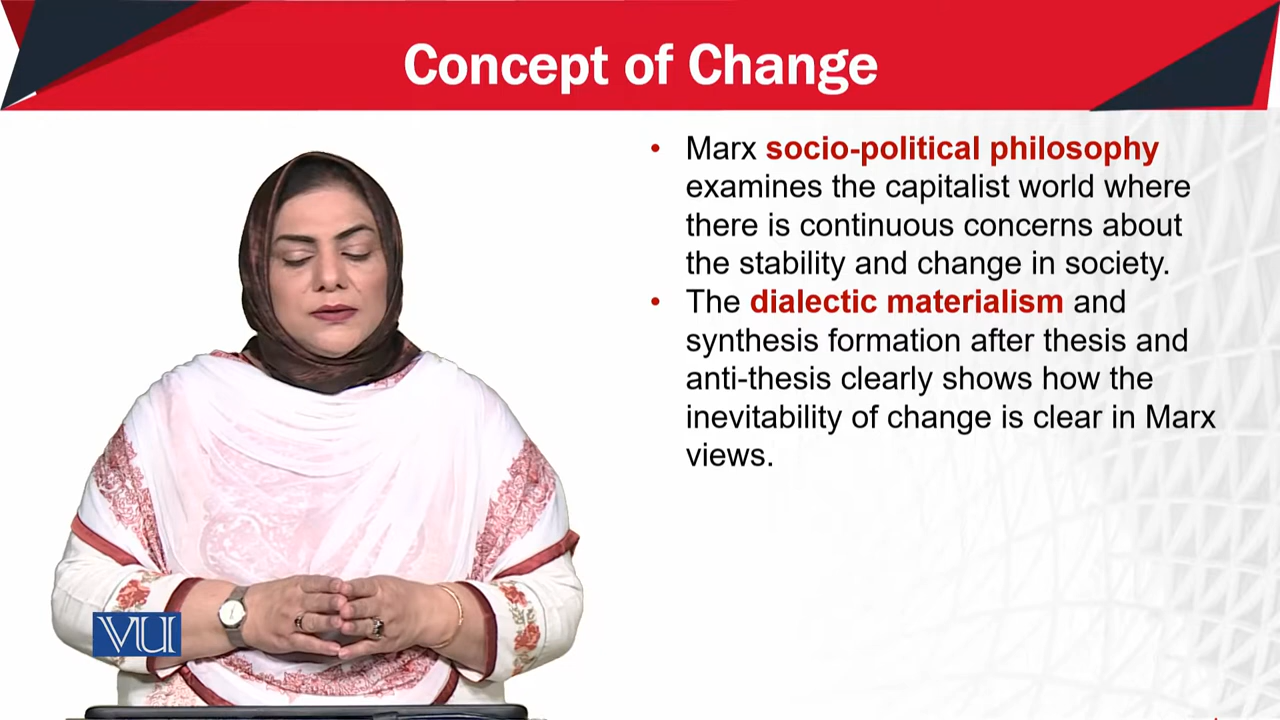 Concept of Change
• Marx socio-political philosophy
examines the capitalist world where
there is continuous concerns about
the stability and change in society.
• The dialectic materialism and
synthesis formation after thesis and
anti-thesis clearly shows how the
inevitability of change is clear in Marx
views.
VU